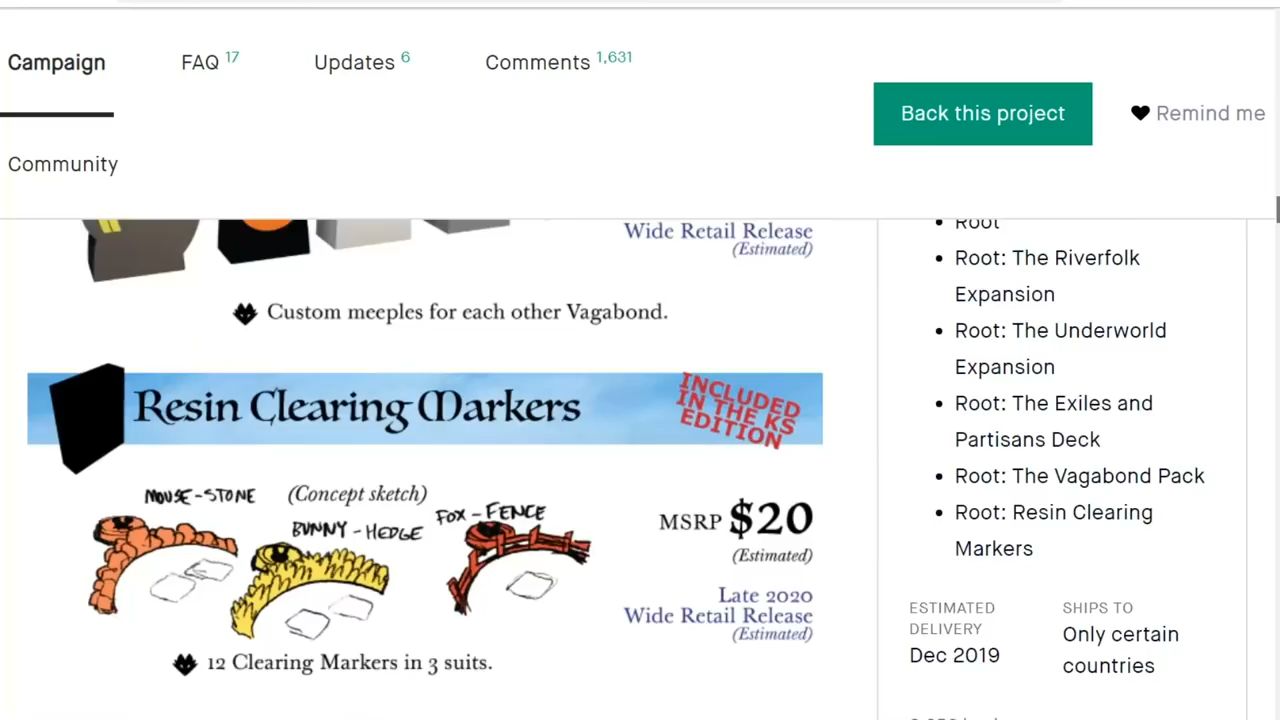 Campaign
FAQ 17
Updates 6
Comments 1,631
Back this project
Remind me
Community
Wide Retail Release
(Estimated)
Custom meeples for each other Vagabond.
Resin Clearing Markers
INCLUDED
IN THE KS
EDITION
MOUSE-STONE
(Concept sketch)
BUNNY-HEDGE
FOX-FENCE
MSRP $20
(Estimated)
Late 2020
Wide Retail Release
(Estimated)
12 Clearing Markers in 3 suits.
Root
Root: The Riverfolk
Expansion
Root: The Underworld
Expansion
Root: The Exiles and
Partisans Deck
Root: The Vagabond Pack
Root: Resin Clearing
Markers
ESTIMATED
DELIVERY
Dec 2019
SHIPS TO
Only certain
countries